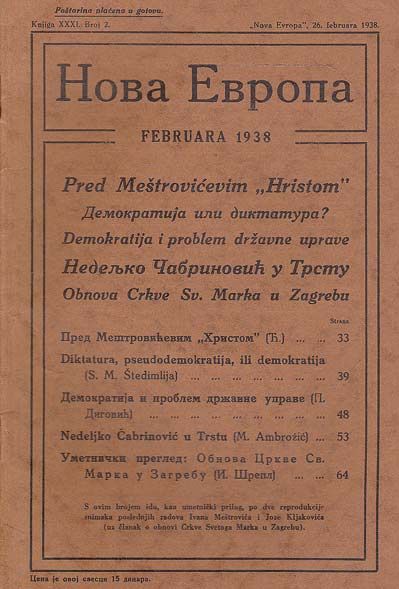 Poštarina plaćena u gotovu.
Knjiga XXXI. Broj 2.
„Nova Evropa", 26. februara 1938.
Нова Европа
FEBRUARA 1938
Pred Meštrovićevim „Hristom"
Демократија или диктатура?
Demokratija i problem državne uprave
Недељко Чабриновић у Трсту
Obnova Crkve Sv. Marka u Zagrebu
Strana
Пред Мештровићевим „Христом" (Ћ.) ... ... 33
Diktatura, pseudodemokratija, ili demokratija
(S. M. Štedimlija) ... ... ... ... ... ... ... 39
Демократија и проблем државне управе (П.
Диговић) ... ... ... ... ... ... ... ... 48
Nedeljko Čabrinović u Trstu (M. Ambrožić) ... 53
Уметнички преглед: Обнова Цркве Св.
Марка у Загребу (И. Шрепл) ... ... 64
S ovim brojem idu, kao umetnički prilog, po dve reprodukcije
snimaka poslednjih radova Ivana Meštrovića i Joze Kljakovića
(uz članak o obnovi Crkve Svetoga Marka u Zagrebu).
Цена је овој свесци 15 динара.